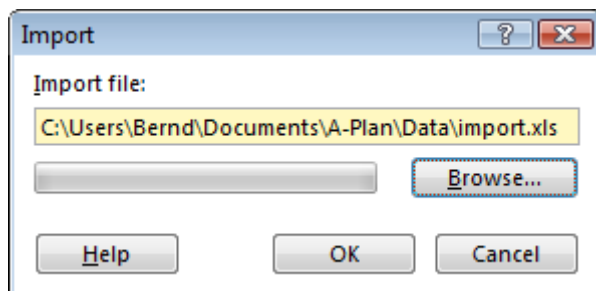 Import
Import file:
C:\Users\Bernd\Documents\A-Plan\Data\import.xls
Browse...
Help
OK
Cancel